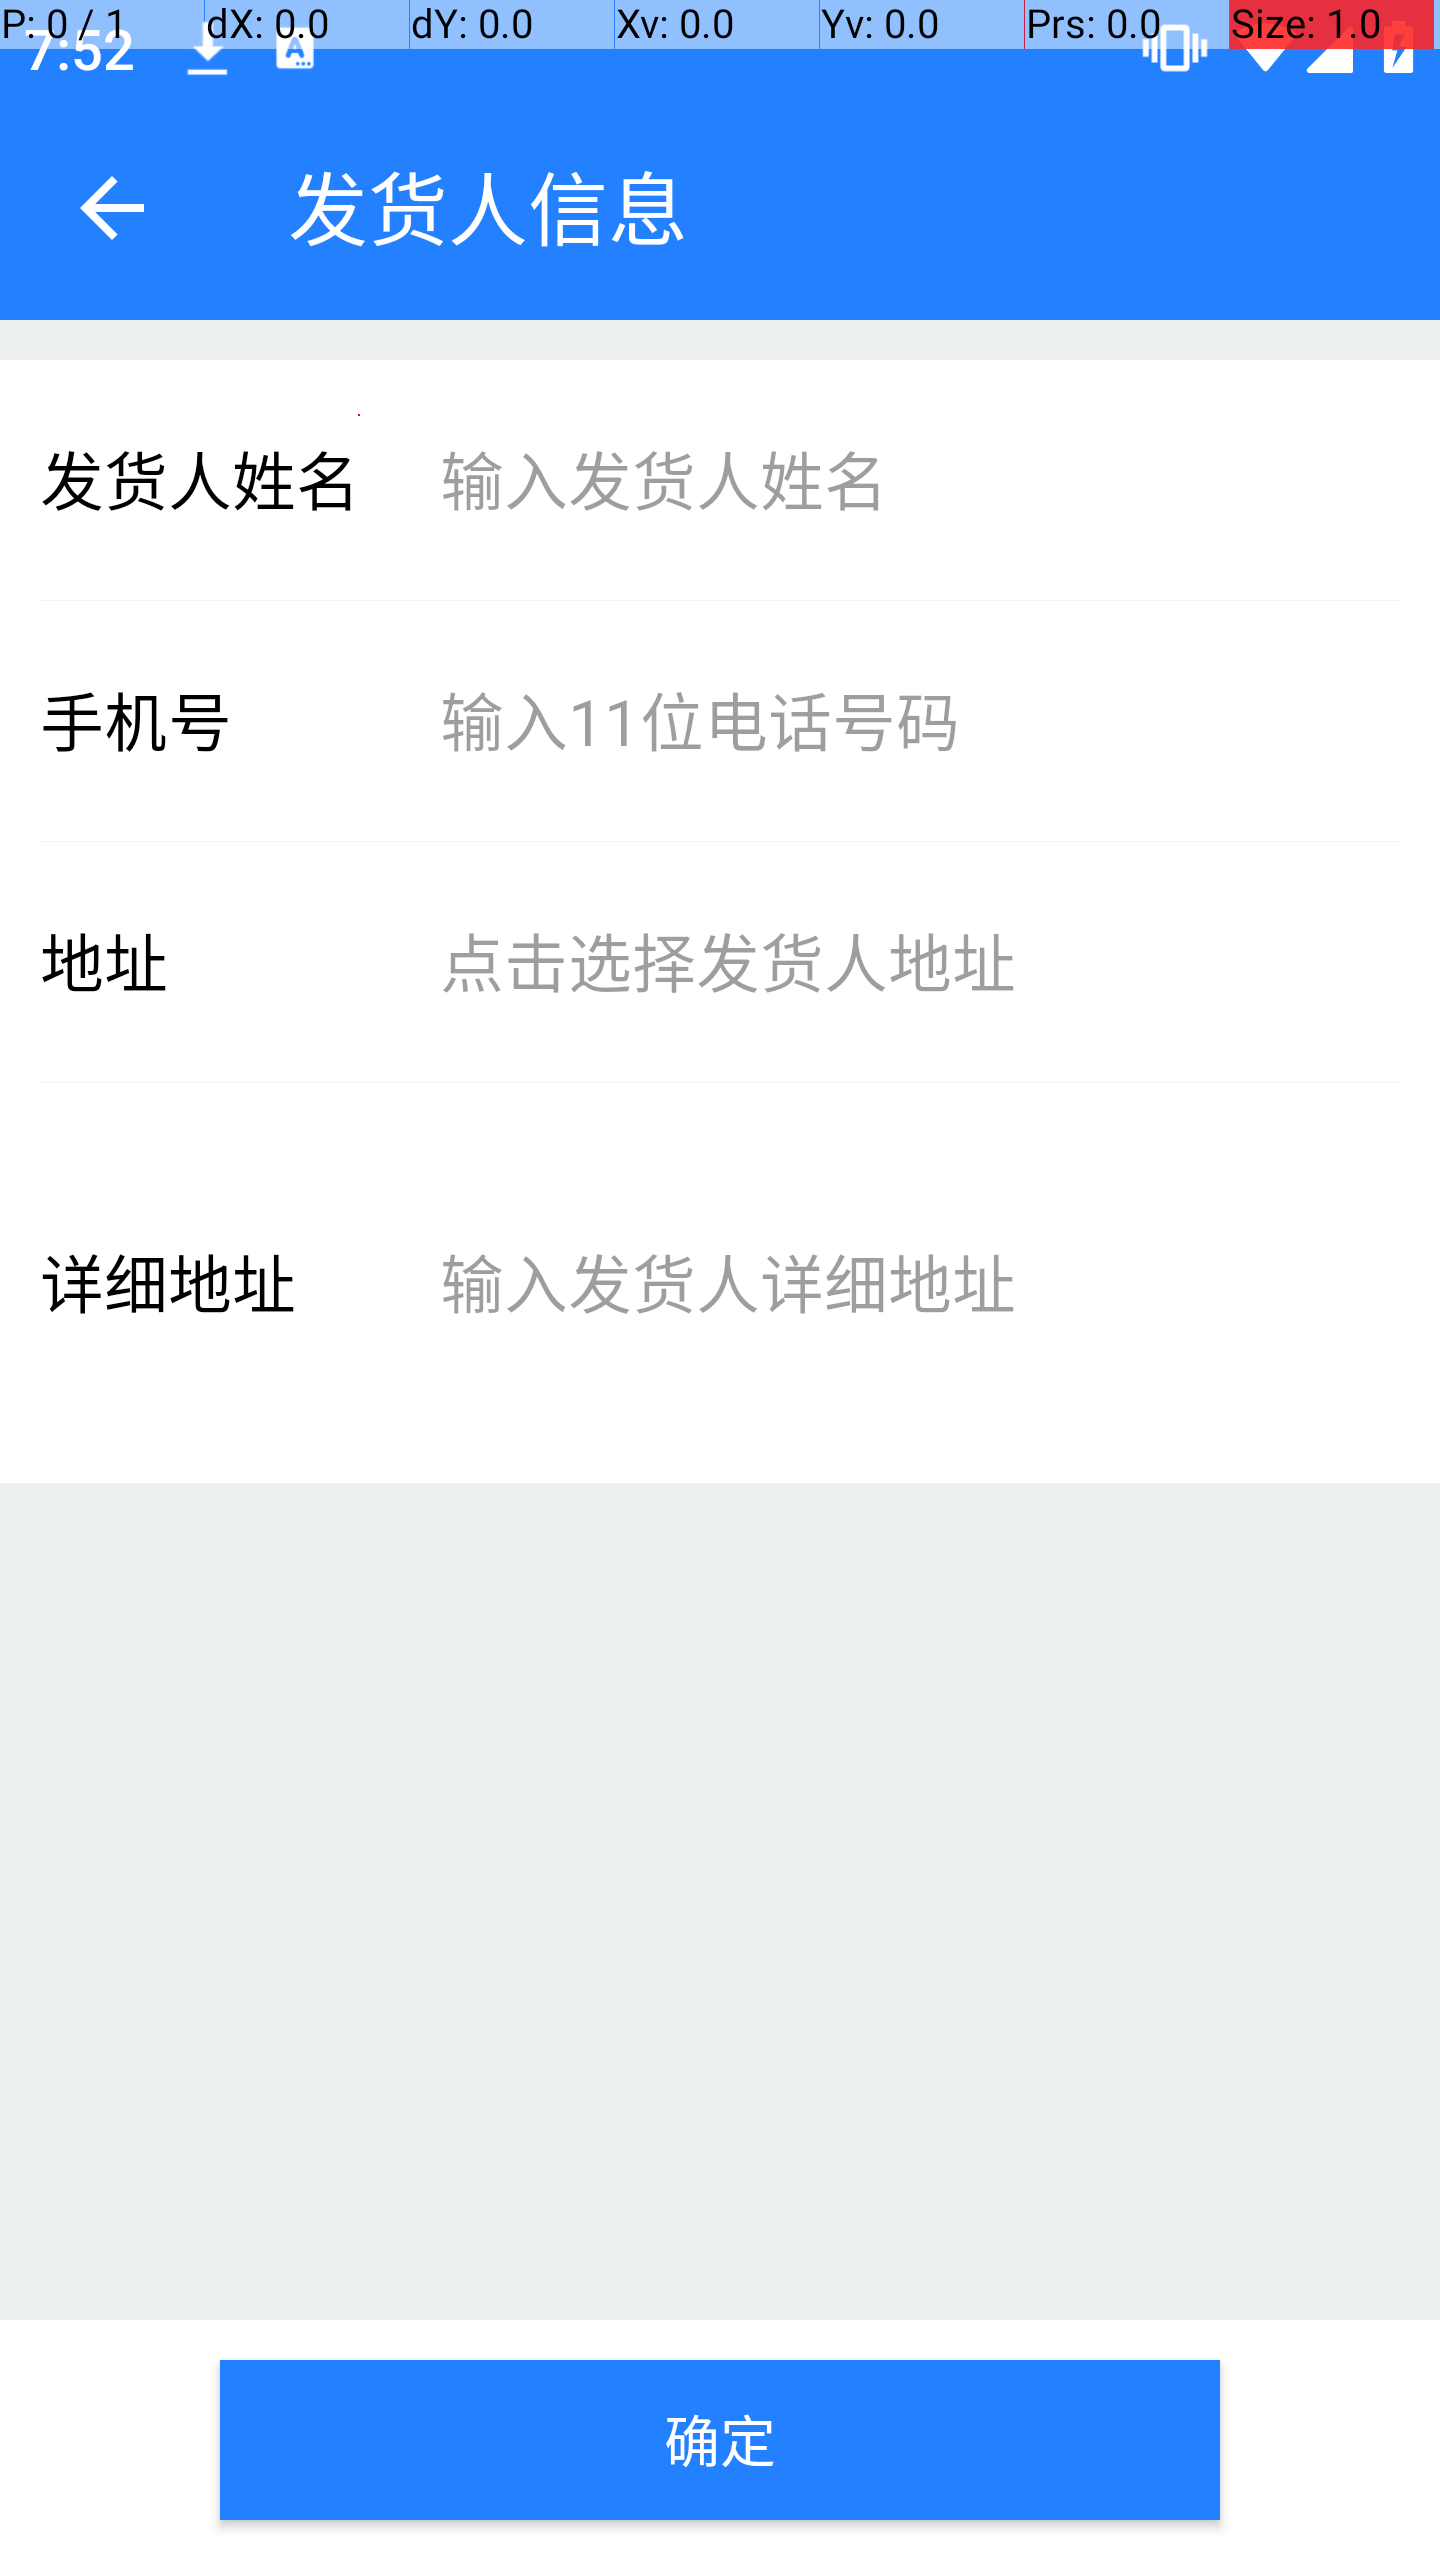 P: 0 / 1 dX: 0.0 dY: 0.0 Xv: 0.0 Yv: 0.0 Prs: 0.0 Size: 1.0
7:52
发货人信息
发货人姓名 输入发货人姓名
手机号 输入11位电话号码
地址 点击选择发货人地址
详细地址 输入发货人详细地址
确定